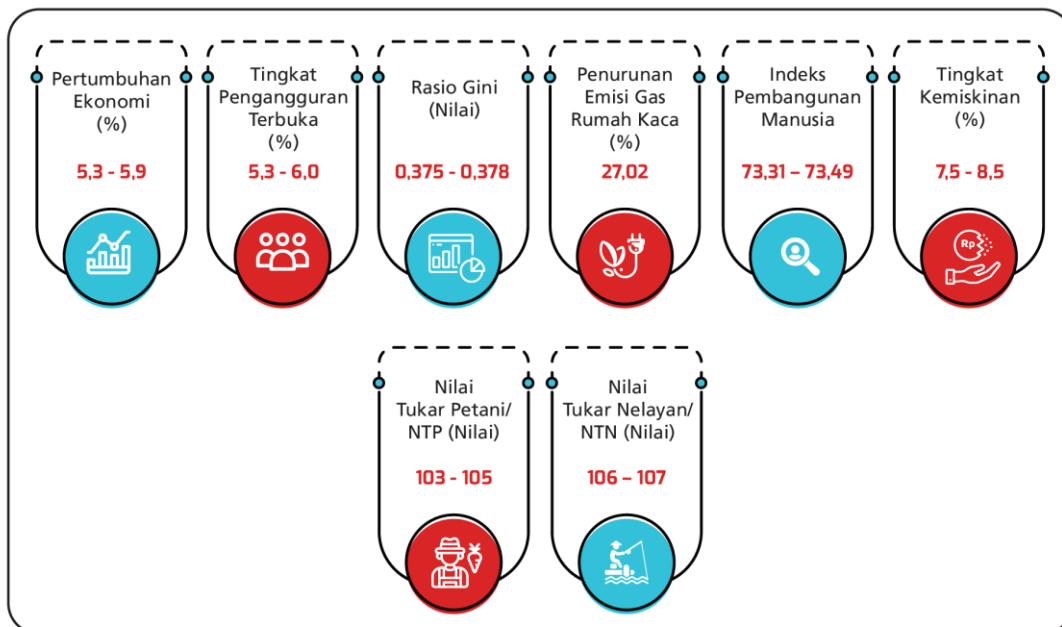 Pertumbuhan
Ekonomi
(%)
5,3 - 5,9
Tingkat
Pengangguran
Terbuka
(%)
5,3 - 6,0
Rasio Gini
(Nilai)
0,375 - 0,378
Penurunan
Emisi Gas
Rumah Kaca
(%)
27,02
Indeks
Pembangunan
Manusia
73,31 – 73,49
Tingkat
Kemiskinan
(%)
7,5 - 8,5
Rp
Nilai
Tukar Petani/
NTP (Nilai)
103 - 105
Nilai
Tukar Nelayan/
NTN (Nilai)
106 – 107